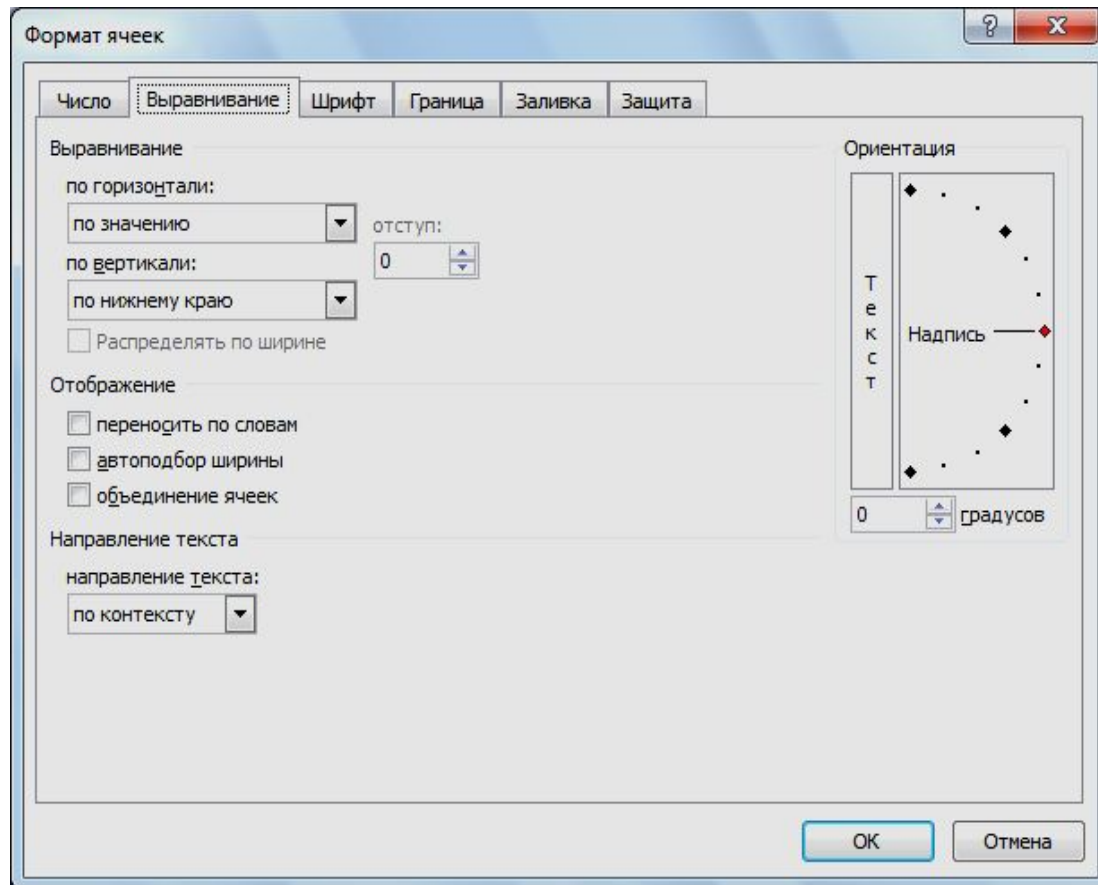 Формат ячеек
Число Выравнивание Шрифт Граница Заливка Защита
Выравнивание
по горизонтали:
по значению
отступ:
0
по вертикали:
по нижнему краю
Распределять по ширине
Отображение
переносить по словам
автоподбор ширины
объединение ячеек
Направление текста
направление текста:
по контексту
Ориентация
Текст
Надпись
0 градусов
ОК Отмена